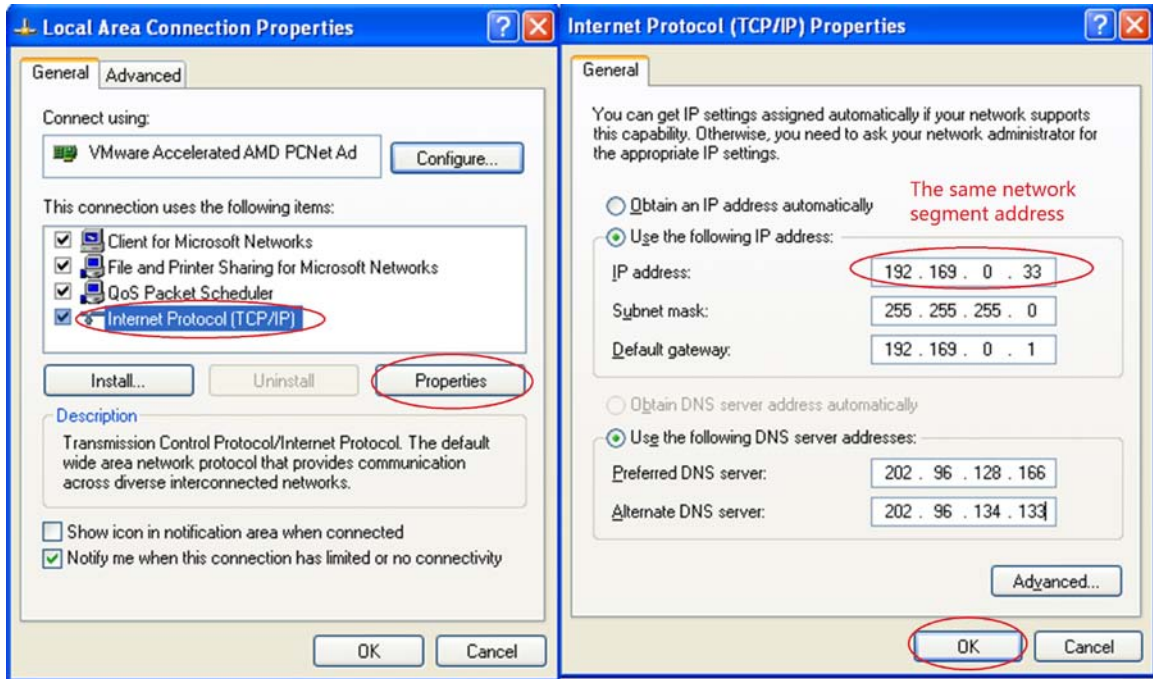 Local Area Connection Properties
General
Advanced
Connect using:
VMware Accelerated AMD PCNet Ad
Configure...
This connection uses the following items:
Client for Microsoft Networks
File and Printer Sharing for Microsoft Networks
QoS Packet Scheduler
Internet Protocol (TCP/IP)
Install...
Uninstall
Properties
Description
Transmission Control Protocol/Internet Protocol. The default
wide area network protocol that provides communication
across diverse interconnected networks.
Show icon in notification area when connected
Notify me when this connection has limited or no connectivity
OK
Cancel
Internet Protocol (TCP/IP) Properties
General
You can get IP settings assigned automatically if your network supports
this capability. Otherwise, you need to ask your network administrator for
the appropriate IP settings.
The same network
segment address
Obtain an IP address automatically
Use the following IP address:
IP address: 192 . 169 . 0 . 33
Subnet mask: 255 . 255 . 255 . 0
Default gateway: 192 . 169 . 0 . 1
Obtain DNS server address automatically
Use the following DNS server addresses:
Preferred DNS server: 202 . 96 . 128 . 166
Alternate DNS server: 202 . 96 . 134 . 133
Advanced...
OK
Cancel